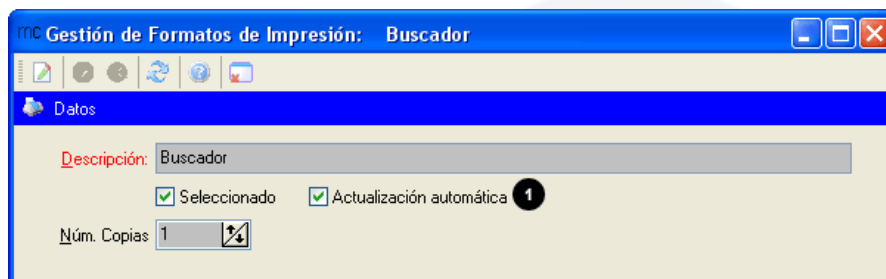 mc Gestión de Formatos de Impresión: Buscador
Datos
Descripción: Buscador
Seleccionado Actualización automática 1
Núm. Copias 1